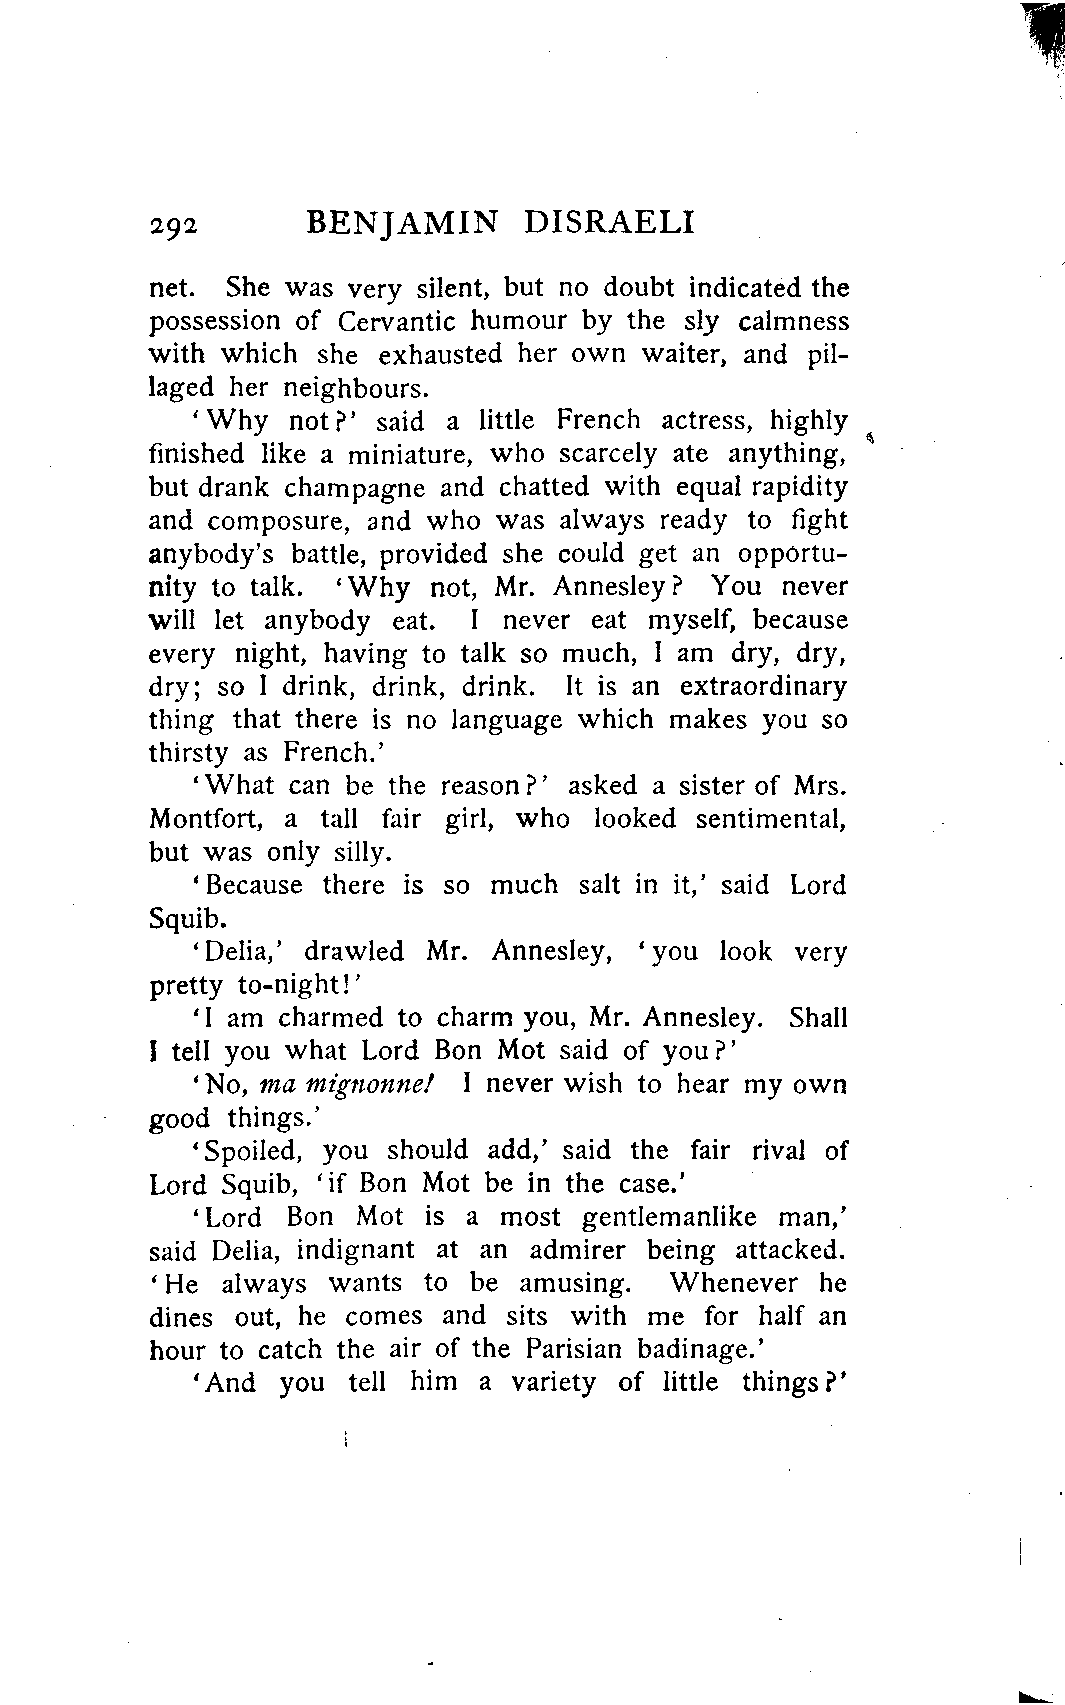 292 BENJAMIN DISRAELI
net. She was very silent, but no doubt indicated the
possession of Cervantic humour by the sly calmness
with which she exhausted her own waiter, and pil-
laged her neighbours.
‘Why not?’ said a little French actress, highly
finished like a miniature, who scarcely ate anything,
but drank champagne and chatted with equal rapidity
and composure, and who was always ready to fight
anybody’s battle, provided she could get an opportu-
nity to talk. ‘Why not, Mr. Annesley? You never
will let anybody eat. I never eat myself, because
every night, having to talk so much, I am dry, dry,
dry; so I drink, drink, drink. It is an extraordinary
thing that there is no language which makes you so
thirsty as French.’
‘What can be the reason?’ asked a sister of Mrs.
Montfort, a tall fair girl, who looked sentimental,
but was only silly.
‘Because there is so much salt in it,’ said Lord
Squib.
‘Delia,’ drawled Mr. Annesley, ‘you look very
pretty to-night!’
‘I am charmed to charm you, Mr. Annesley. Shall
I tell you what Lord Bon Mot said of you?’
‘No, ma mignonne! I never wish to hear my own
good things.’
‘Spoiled, you should add,’ said the fair rival of
Lord Squib, ‘if Bon Mot be in the case.’
‘Lord Bon Mot is a most gentlemanlike man,’
said Delia, indignant at an admirer being attacked.
‘He always wants to be amusing. Whenever he
dines out, he comes and sits with me for half an
hour to catch the air of the Parisian badinage.’
‘And you tell him a variety of little things?’